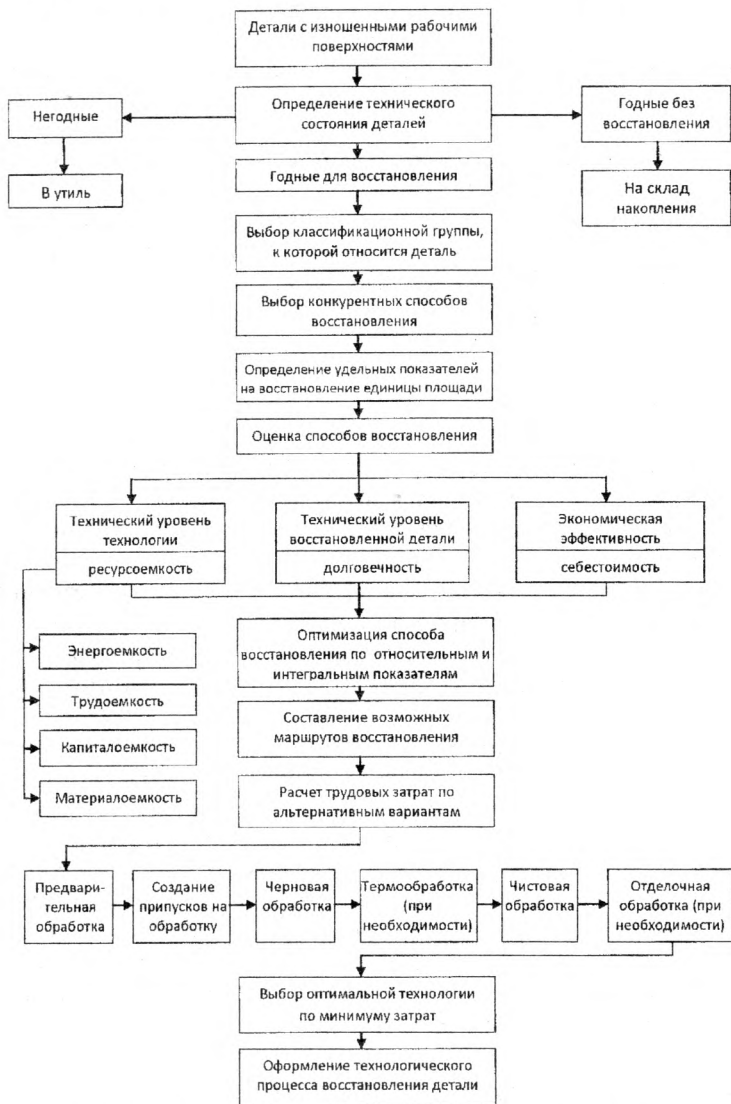 Детали с изношенными рабочими
поверхностями
Негодные
Определение технического
состояния деталей
Годные без
восстановления
В утиль
Годные для восстановления
На склад
накопления
Выбор классификационной группы,
к которой относится деталь
Выбор конкурентных способов
восстановления
Определение удельных показателей
на восстановление единицы площади
Оценка способов восстановления
Технический уровень
технологии
ресурсоемкость
Технический уровень
восстановленной детали
долговечность
Экономическая
эффективность
себестоимость
Энергоемкость
Трудоемкость
Капиталоемкость
Материалоемкость
Оптимизация способа
восстановления по относительным и
интегральным показателям
Составление возможных
маршрутов восстановления
Расчет трудовых затрат по
альтернативным вариантам
Предвари-
тельная
обработка
Создание
припусков на
обработку
Черновая
обработка
Термообработка
(при
необходимости)
Чистовая
обработка
Отделочная
обработка (при
необходимости)
Выбор оптимальной технологии
по минимуму затрат
Оформление технологического
процесса восстановления детали